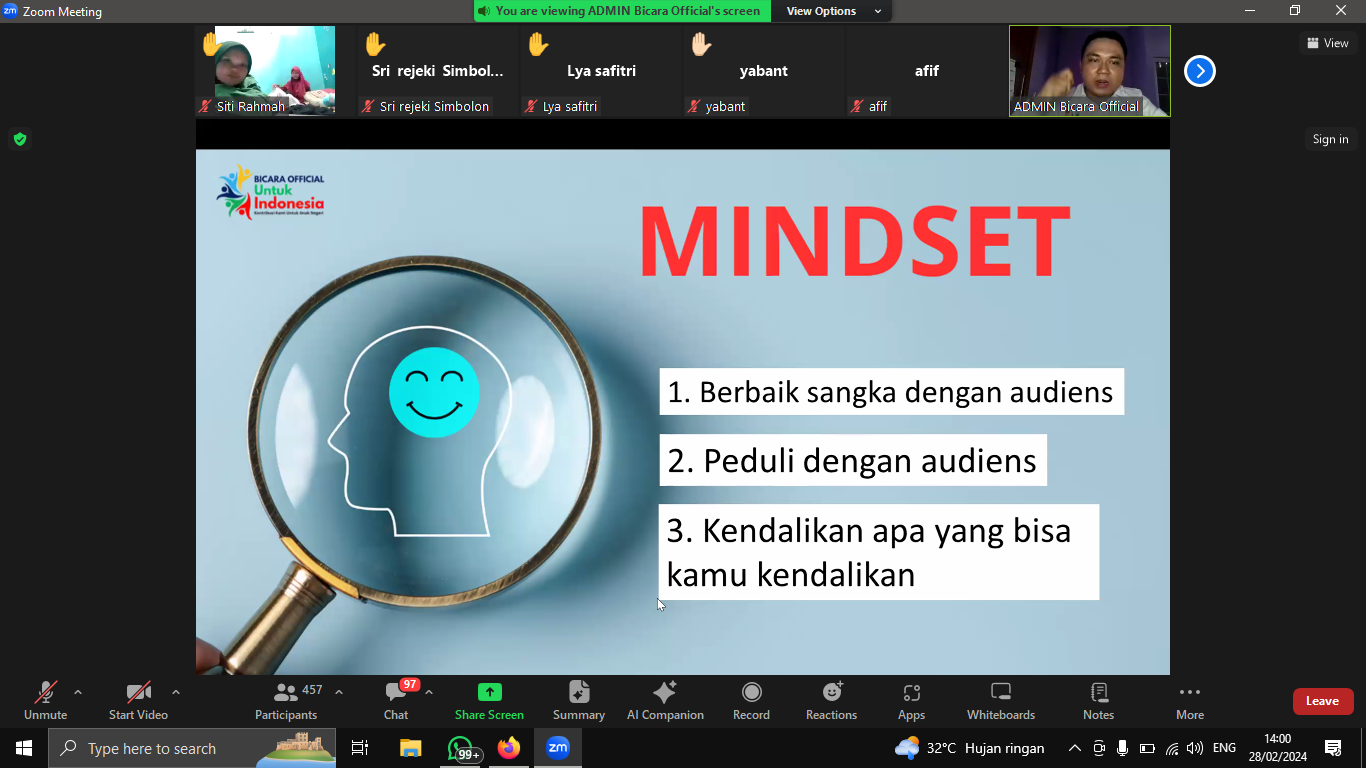 Zoom Meeting
You are viewing ADMIN Bicara Official's screen
View Options
View
Sri rejeki Simbol...
Lya safitri
yabant
afif
Siti Rahmah
Sri rejeki Simbolon
Lya safitri
yabant
afif
ADMIN Bicara Official
Sign in
BICARA OFFICIAL
Untuk
Indonesia
Kontribusi Kami Untuk Anak Negeri
MINDSET
1. Berbaik sangka dengan audiens
2. Peduli dengan audiens
3. Kendalikan apa yang bisa
kamu kendalikan
457
97
Unmute
Start Video
Participants
Chat
Share Screen
Summary
AI Companion
Record
Reactions
Apps
Whiteboards
Notes
More
Leave
Type here to search
99+
zm
32°C Hujan ringan
ENG
14:00
28/02/2024